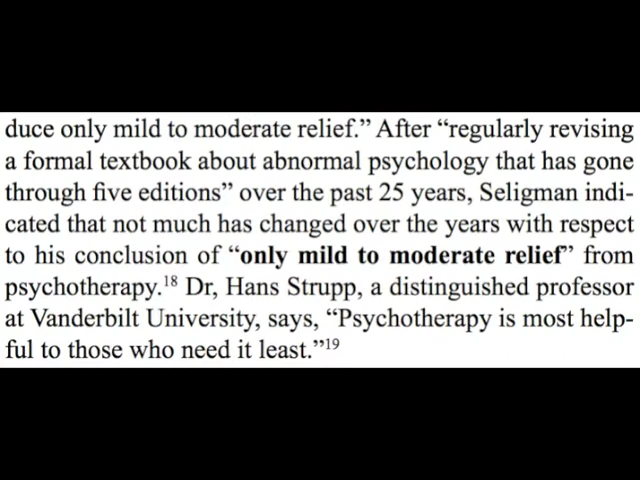 duce only mild to moderate relief.” After “regularly revising
a formal textbook about abnormal psychology that has gone
through five editions” over the past 25 years, Seligman indi-
cated that not much has changed over the years with respect
to his conclusion of “only mild to moderate relief” from
psychotherapy.18 Dr, Hans Strupp, a distinguished professor
at Vanderbilt University, says, “Psychotherapy is most help-
ful to those who need it least.”19